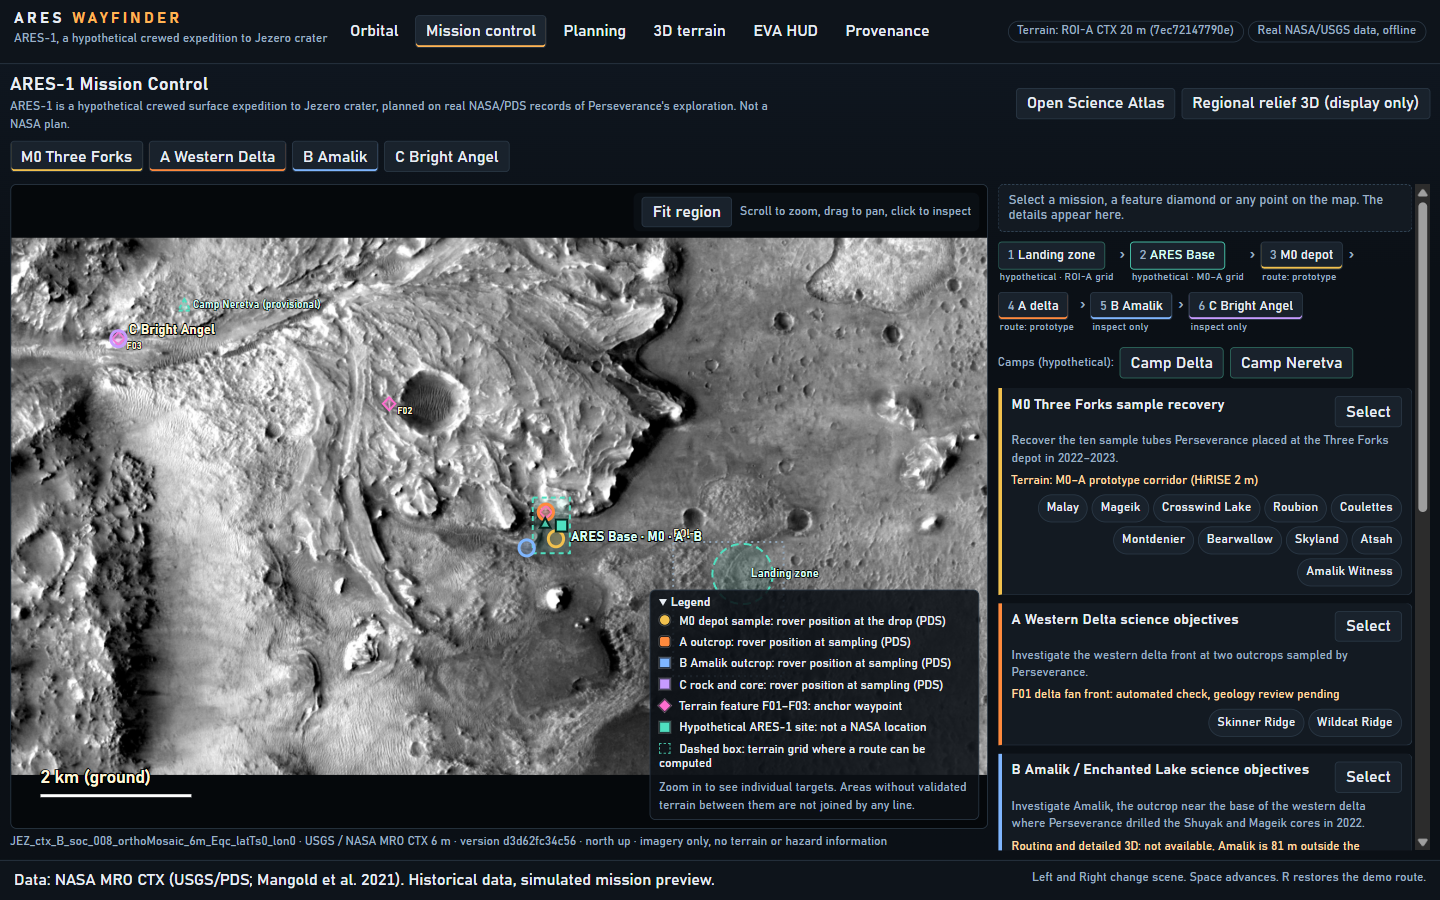 ARES WAYFINDER
ARES-1, a hypothetical crewed expedition to Jezero crater
Orbital
Mission control
Planning
3D terrain
EVA HUD
Provenance
Terrain: ROI-A CTX 20 m (7ec72147790e)
Real NASA/USGS data, offline
ARES-1 Mission Control
ARES-1 is a hypothetical crewed surface expedition to Jezero crater, planned on real NASA/PDS records of Perseverance's exploration. Not a
NASA plan.
Open Science Atlas
Regional relief 3D (display only)
M0 Three Forks
A Western Delta
B Amalik
C Bright Angel
Fit region
Scroll to zoom, drag to pan, click to inspect
Camp Neretva (provisional)
C Bright Angel
F03
F02
ARES Base · M0 · A · B
Landing zone
▼ Legend
M0 depot sample: rover position at the drop (PDS)
A outcrop: rover position at sampling (PDS)
B Amalik outcrop: rover position at sampling (PDS)
C rock and core: rover position at sampling (PDS)
Terrain feature F01–F03: anchor waypoint
Hypothetical ARES-1 site: not a NASA location
Dashed box: terrain grid where a route can be
computed
Zoom in to see individual targets. Areas without validated
terrain between them are not joined by any line.
2 km (ground)
JEZ_ctx_B_soc_008_orthoMosaic_6m_Eqc_latTs0_lon0 · USGS / NASA MRO CTX 6 m · version d3d62fc34c56 · north up · imagery only, no terrain or hazard information
Select a mission, a feature diamond or any point on the map. The
details appear here.
1 Landing zone
› 2 ARES Base
› 3 M0 depot ›
hypothetical · ROI-A grid
hypothetical · M0-A grid
route: prototype
4 A delta
› 5 B Amalik
› 6 C Bright Angel
route: prototype
inspect only
inspect only
Camps (hypothetical):
Camp Delta
Camp Neretva
M0 Three Forks sample recovery
Select
Recover the ten sample tubes Perseverance placed at the Three Forks
depot in 2022–2023.
Terrain: M0-A prototype corridor (HiRISE 2 m)
Malay
Mageik
Crosswind Lake
Roubion
Coulettes
Montdenier
Bearwallow
Skyland
Atsah
Amalik Witness
A Western Delta science objectives
Select
Investigate the western delta front at two outcrops sampled by
Perseverance.
F01 delta fan front: automated check, geology review pending
Skinner Ridge
Wildcat Ridge
B Amalik / Enchanted Lake science objectives
Select
Investigate Amalik, the outcrop near the base of the western delta
where Perseverance drilled the Shuyak and Mageik cores in 2022.
Routing and detailed 3D: not available, Amalik is 81 m outside the
Data: NASA MRO CTX (USGS/PDS; Mangold et al. 2021). Historical data, simulated mission preview.
Left and Right change scene. Space advances. R restores the demo route.